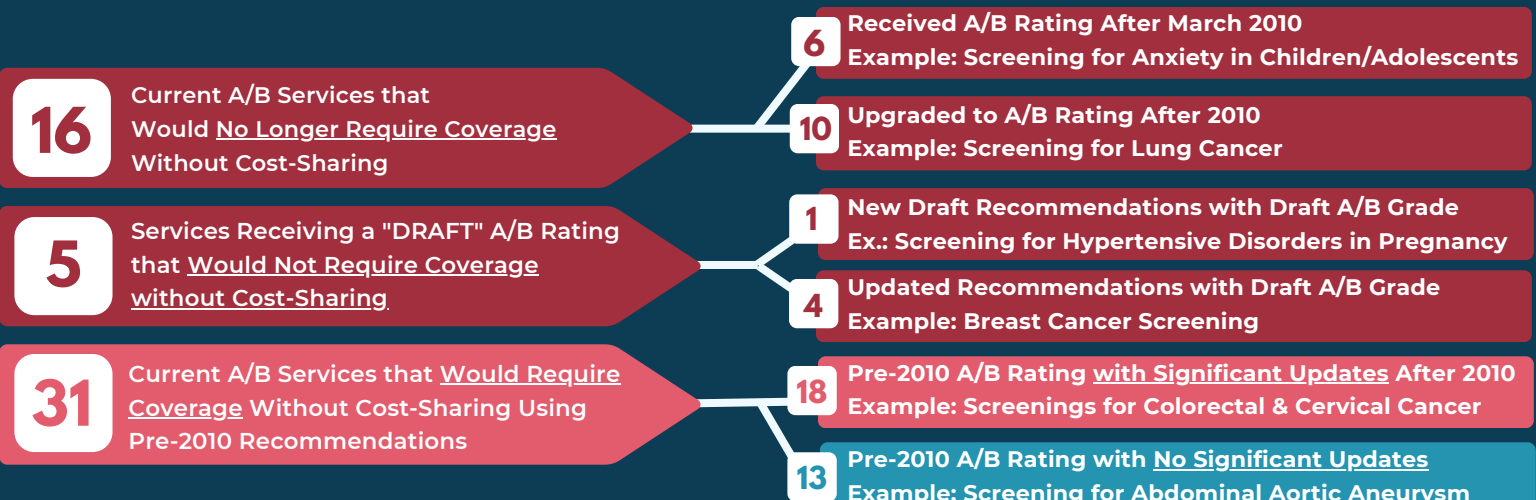 16
Current A/B Services that
Would No Longer Require Coverage
Without Cost-Sharing
6
Received A/B Rating After March 2010
Example: Screening for Anxiety in Children/Adolescents
10
Upgraded to A/B Rating After 2010
Example: Screening for Lung Cancer
5
Services Receiving a "DRAFT" A/B Rating
that Would Not Require Coverage
without Cost-Sharing
1
New Draft Recommendations with Draft A/B Grade
Ex.: Screening for Hypertensive Disorders in Pregnancy
4
Updated Recommendations with Draft A/B Grade
Example: Breast Cancer Screening
31
Current A/B Services that Would Require
Coverage Without Cost-Sharing Using
Pre-2010 Recommendations
18
Pre-2010 A/B Rating with Significant Updates After 2010
Example: Screenings for Colorectal & Cervical Cancer
13
Pre-2010 A/B Rating with No Significant Updates
Example: Screening for Abdominal Aortic Aneurysm